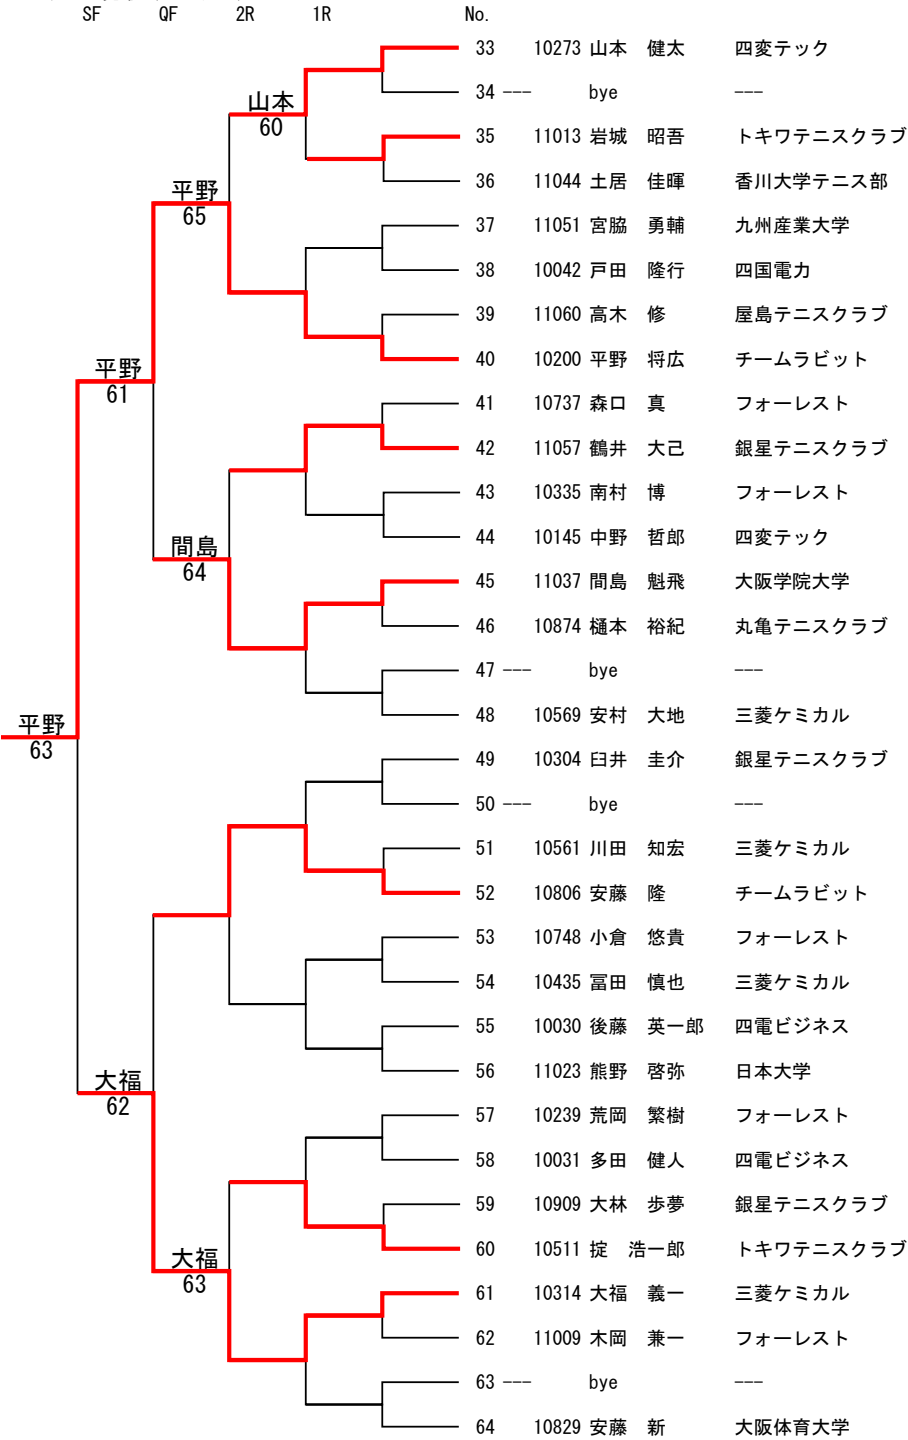 SF QF 2R 1R No.
33 10273 山本 健太 四変テック
34 --- bye ---
山本
60
35 11013 岩城 昭吾 トキワテニスクラブ
36 11044 土居 佳暉 香川大学テニス部
平野
65
37 11051 宮脇 勇輔 九州産業大学
38 10042 戸田 隆行 四国電力
39 11060 高木 修 屋島テニスクラブ
40 10200 平野 将広 チームラビット
平野
61
41 10737 森口 真 フォーレスト
42 11057 鶴井 大己 銀星テニスクラブ
43 10335 南村 博 フォーレスト
44 10145 中野 哲郎 四変テック
間島
64
45 11037 間島 魁飛 大阪学院大学
46 10874 樋本 裕紀 丸亀テニスクラブ
47 --- bye ---
48 10569 安村 大地 三菱ケミカル
平野
63
49 10304 臼井 圭介 銀星テニスクラブ
50 --- bye ---
51 10561 川田 知宏 三菱ケミカル
52 10806 安藤 隆 チームラビット
53 10748 小倉 悠貴 フォーレスト
54 10435 冨田 慎也 三菱ケミカル
55 10030 後藤 英一郎 四電ビジネス
56 11023 熊野 啓弥 日本大学
大福
62
57 10239 荒岡 繁樹 フォーレスト
58 10031 多田 健人 四電ビジネス
59 10909 大林 歩夢 銀星テニスクラブ
60 10511 掟 浩一郎 トキワテニスクラブ
大福
63
61 10314 大福 義一 三菱ケミカル
62 11009 木岡 兼一 フォーレスト
63 --- bye ---
64 10829 安藤 新 大阪体育大学